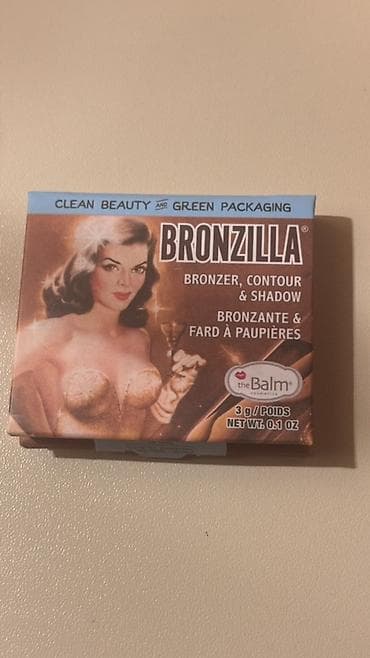 CLEAN BEAUTY AND GREEN PACKAGING
BRONZILLA®
BRONZER, CONTOUR
& SHADOW
BRONZANTE &
FARD À PAUPIÈRES
theBalm®
cosmetics
3 g / POIDS
NET WT. 0.1 OZ